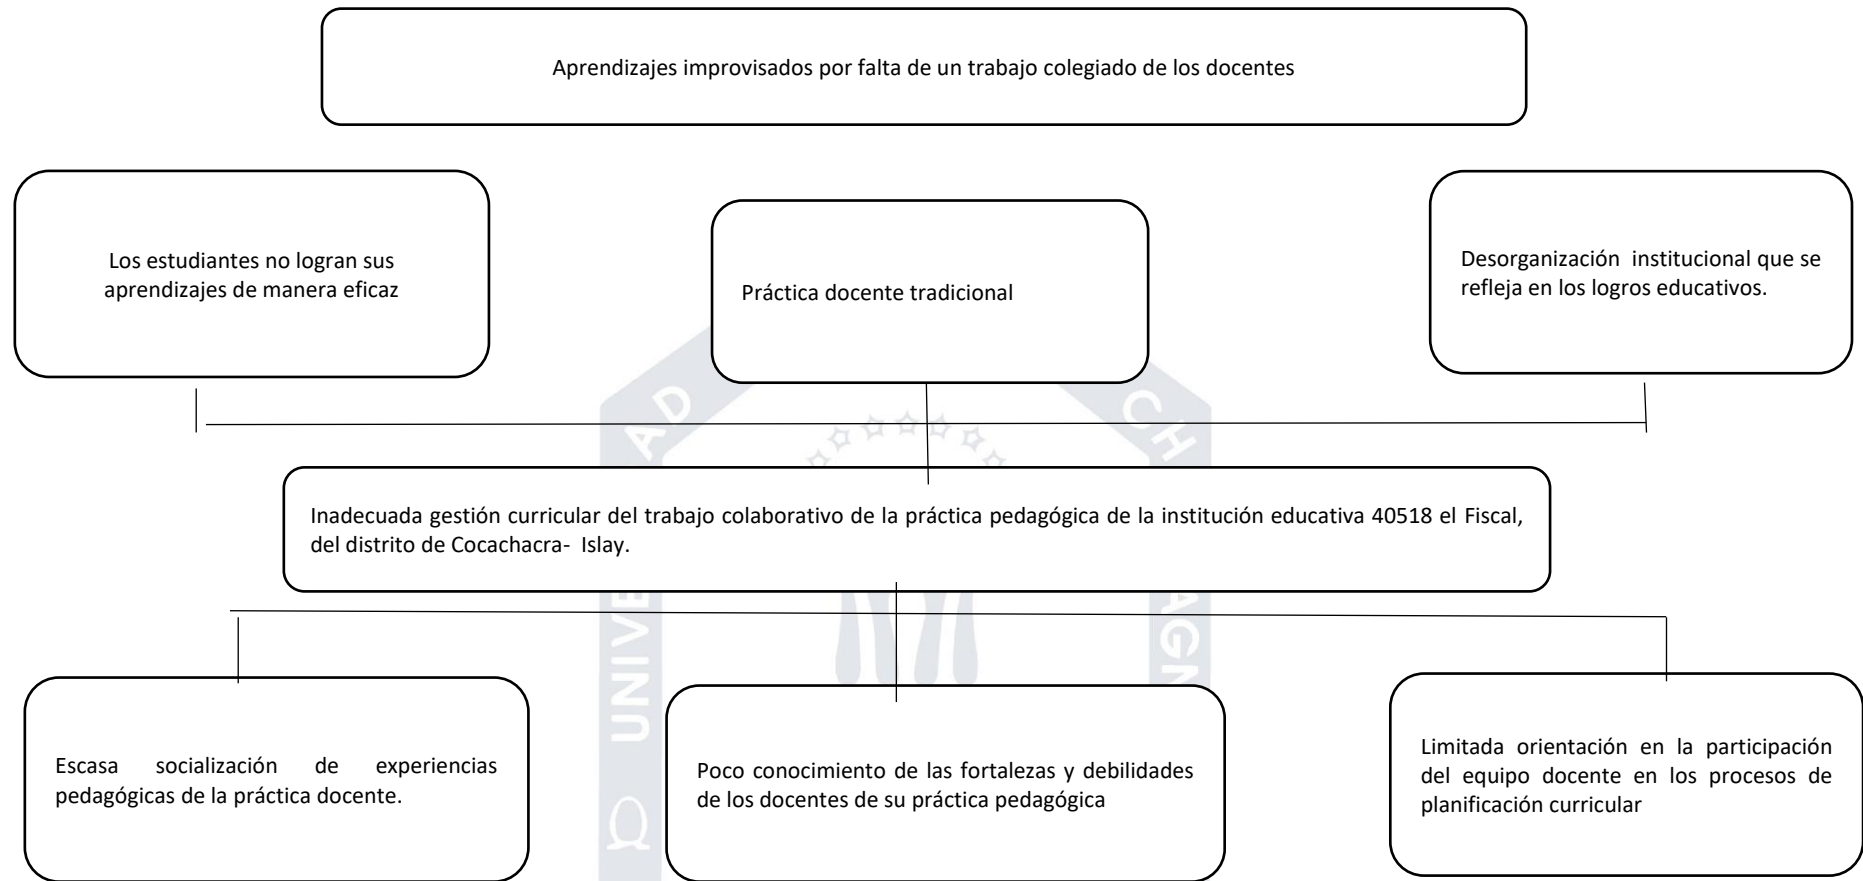 Aprendizajes improvisados por falta de un trabajo colegiado de los docentes
Los estudiantes no logran sus
aprendizajes de manera eficaz
Práctica docente tradicional
Desorganización institucional que se
refleja en los logros educativos.
Inadecuada gestión curricular del trabajo colaborativo de la práctica pedagógica de la institución educativa 40518 el Fiscal,
del distrito de Cocachacra- Islay.
Escasa socialización de experiencias
pedagógicas de la práctica docente.
Poco conocimiento de las fortalezas y debilidades
de los docentes de su práctica pedagógica
Limitada orientación en la participación
del equipo docente en los procesos de
planificación curricular